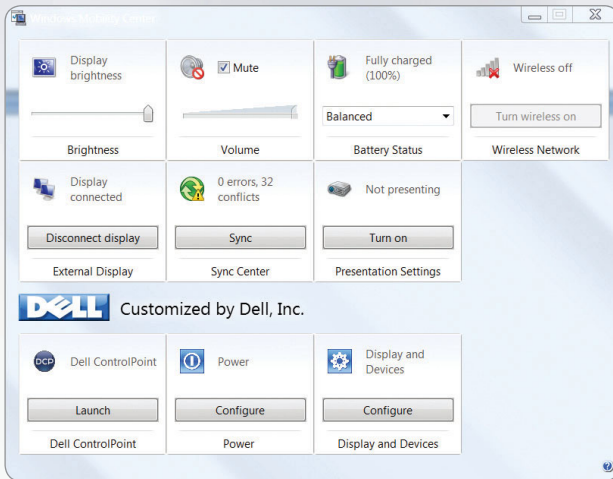 Windows Mobility Center
Display
brightness
Brightness
Mute
Volume
Fully charged
(100%)
Balanced
Battery Status
Wireless off
Turn wireless on
Wireless Network
Display
connected
Disconnect display
External Display
0 errors, 32
conflicts
Sync
Sync Center
Not presenting
Turn on
Presentation Settings
DELL
Customized by Dell, Inc.
DCP
Dell ControlPoint
Launch
Dell ControlPoint
Power
Configure
Power
Display and
Devices
Configure
Display and Devices